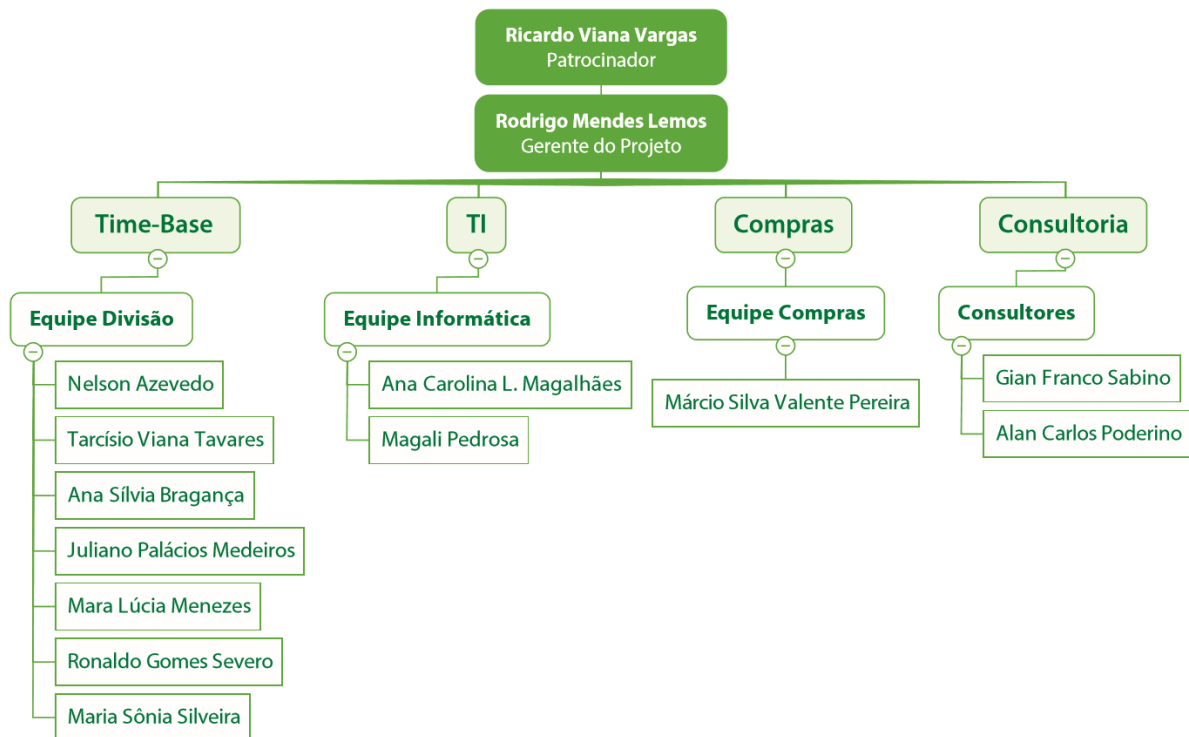 Ricardo Viana Vargas
Patrocinador
Rodrigo Mendes Lemos
Gerente do Projeto
Time-Base
TI
Compras
Consultoria
Equipe Divisão
Equipe Informática
Equipe Compras
Consultores
Nelson Azevedo
Tarcísio Viana Tavares
Ana Sílvia Bragança
Juliano Palácios Medeiros
Mara Lúcia Menezes
Ronaldo Gomes Severo
Maria Sônia Silveira
Ana Carolina L. Magalhães
Magali Pedrosa
Márcio Silva Valente Pereira
Gian Franco Sabino
Alan Carlos Poderino